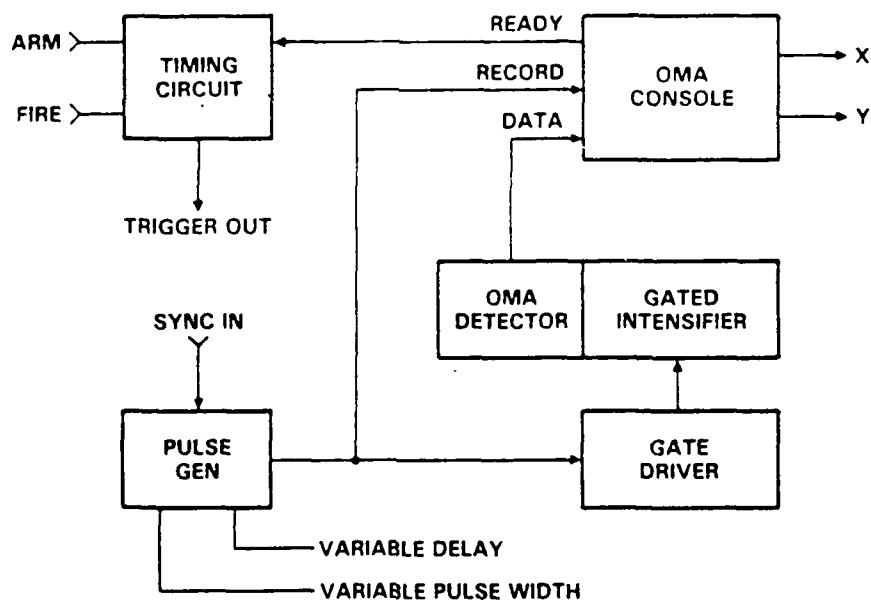 READY
ARM
TIMING
CIRCUIT
FIRE
RECORD
OMA
CONSOLE
X
DATA
Y
TRIGGER OUT
OMA
DETECTOR
GATED
INTENSIFIER
SYNC IN
PULSE
GEN
GATE
DRIVER
VARIABLE DELAY
VARIABLE PULSE WIDTH